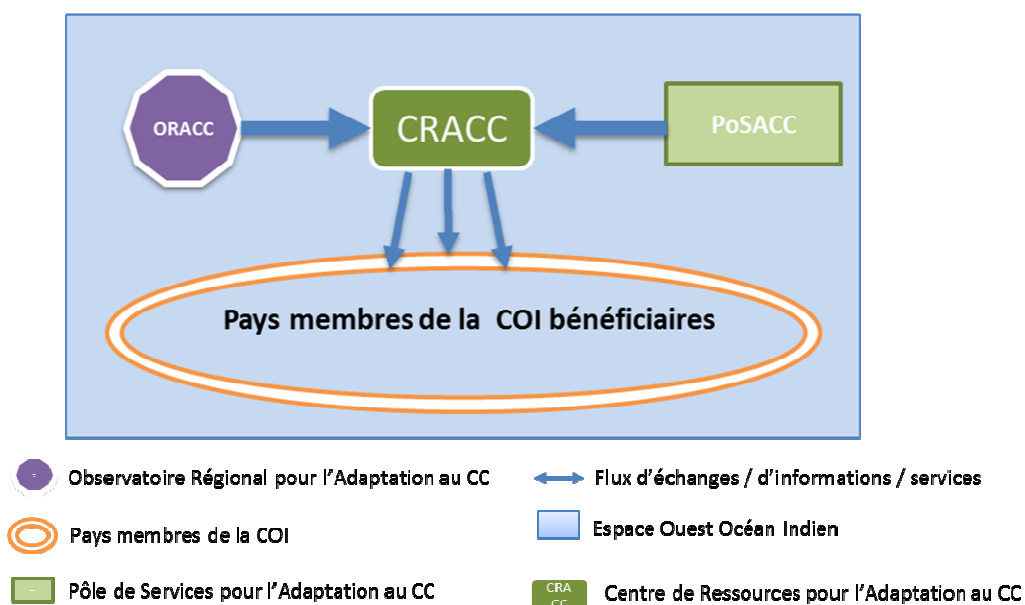 ORACC
CRACC
PoSACC
Pays membres de la COI bénéficiaires
Observatoire Régional pour l'Adaptation au CC
Flux d'échanges / d'informations / services
Pays membres de la COI
Espace Ouest Océan Indien
Pôle de Services pour l'Adaptation au CC
CRA
CC
Centre de Ressources pour l'Adaptation au CC